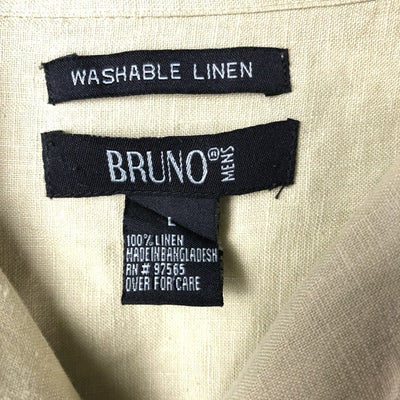 WASHABLE LINEN
BRUNO® MENS
L
100% LINEN
MADE IN BANGLADESH
RN # 97565
OVER FOR CARE